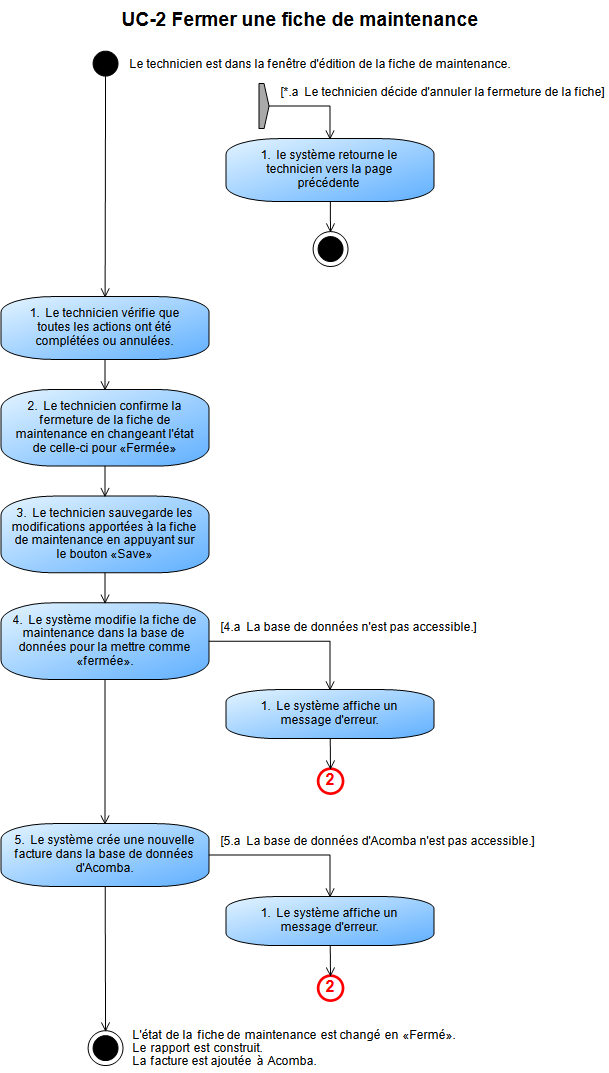 UC-2 Fermer une fiche de maintenance
Le technicien est dans la fenêtre d'édition de la fiche de maintenance.
[*.a Le technicien décide d'annuler la fermeture de la fiche]
1. le système retourne le
technicien vers la page
précédente
1. Le technicien vérifie que
toutes les actions ont été
complétées ou annulées.
2. Le technicien confirme la
fermeture de la fiche de
maintenance en changeant l'état
de celle-ci pour «Fermée»
3. Le technicien sauvegarde les
modifications apportées à la fiche
de maintenance en appuyant sur
le bouton «Save»
4. Le système modifie la fiche de
maintenance dans la base de
données pour la mettre comme
«fermée».
[4.a La base de données n'est pas accessible.]
1. Le système affiche un
message d'erreur.
2
5. Le système crée une nouvelle
facture dans la base de données
d'Acomba.
[5.a La base de données d'Acomba n'est pas accessible.]
1. Le système affiche un
message d'erreur.
2
L'état de la fiche de maintenance est changé en «Fermé».
Le rapport est construit.
La facture est ajoutée à Acomba.